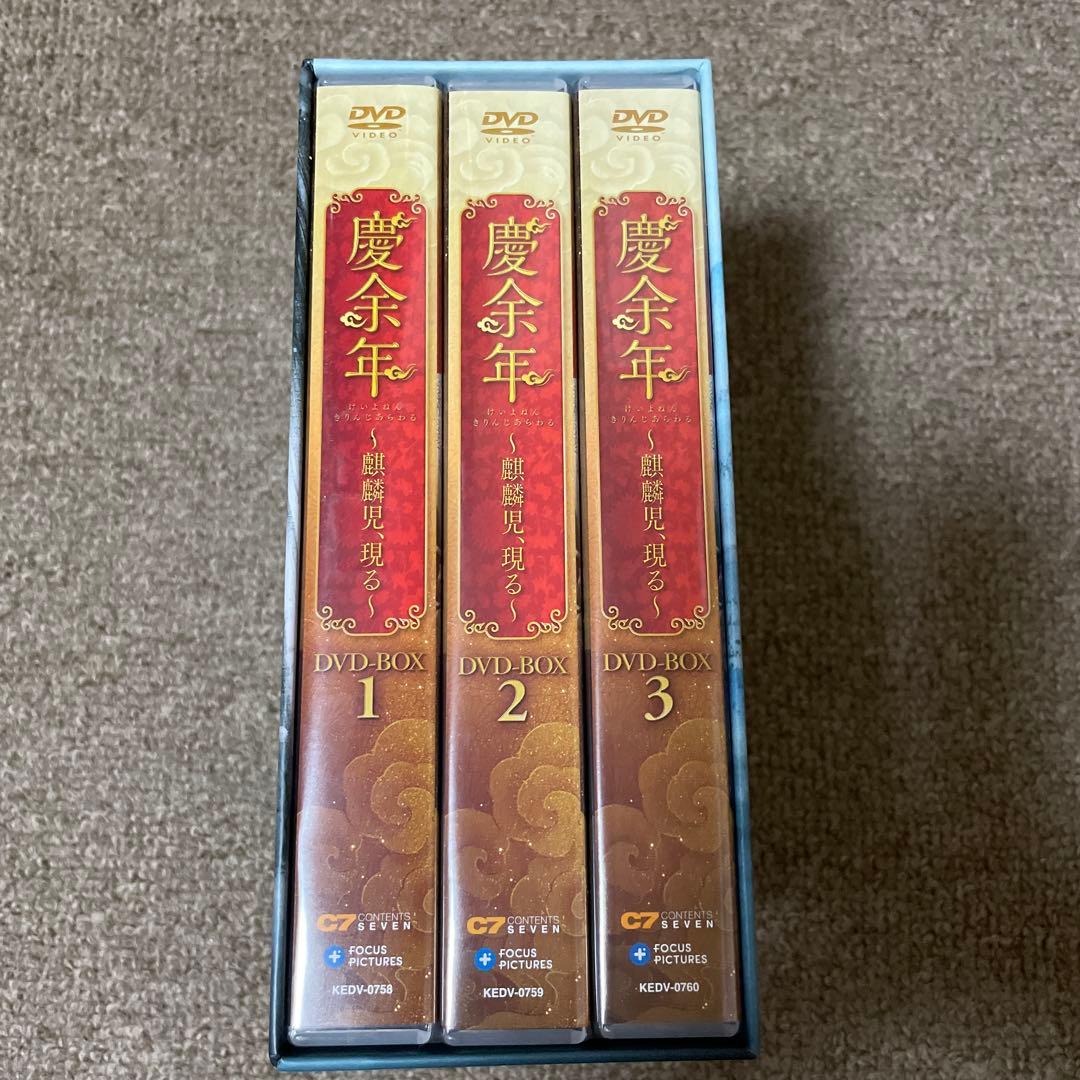 DVD
VIDEO
慶余年
けいよねん
きりんじあらわる
～麒麟児、現る～
DVD-BOX
1
C7 CONTENTS
SEVEN
FOCUS
PICTURES
KEDV-0758
DVD
VIDEO
慶余年
けいよねん
きりんじあらわる
～麒麟児、現る～
DVD-BOX
2
C7 CONTENTS
SEVEN
FOCUS
PICTURES
KEDV-0759
DVD
VIDEO
慶余年
けいよねん
きりんじあらわる
～麒麟児、現る～
DVD-BOX
3
C7 CONTENTS
SEVEN
FOCUS
PICTURES
KEDV-0760